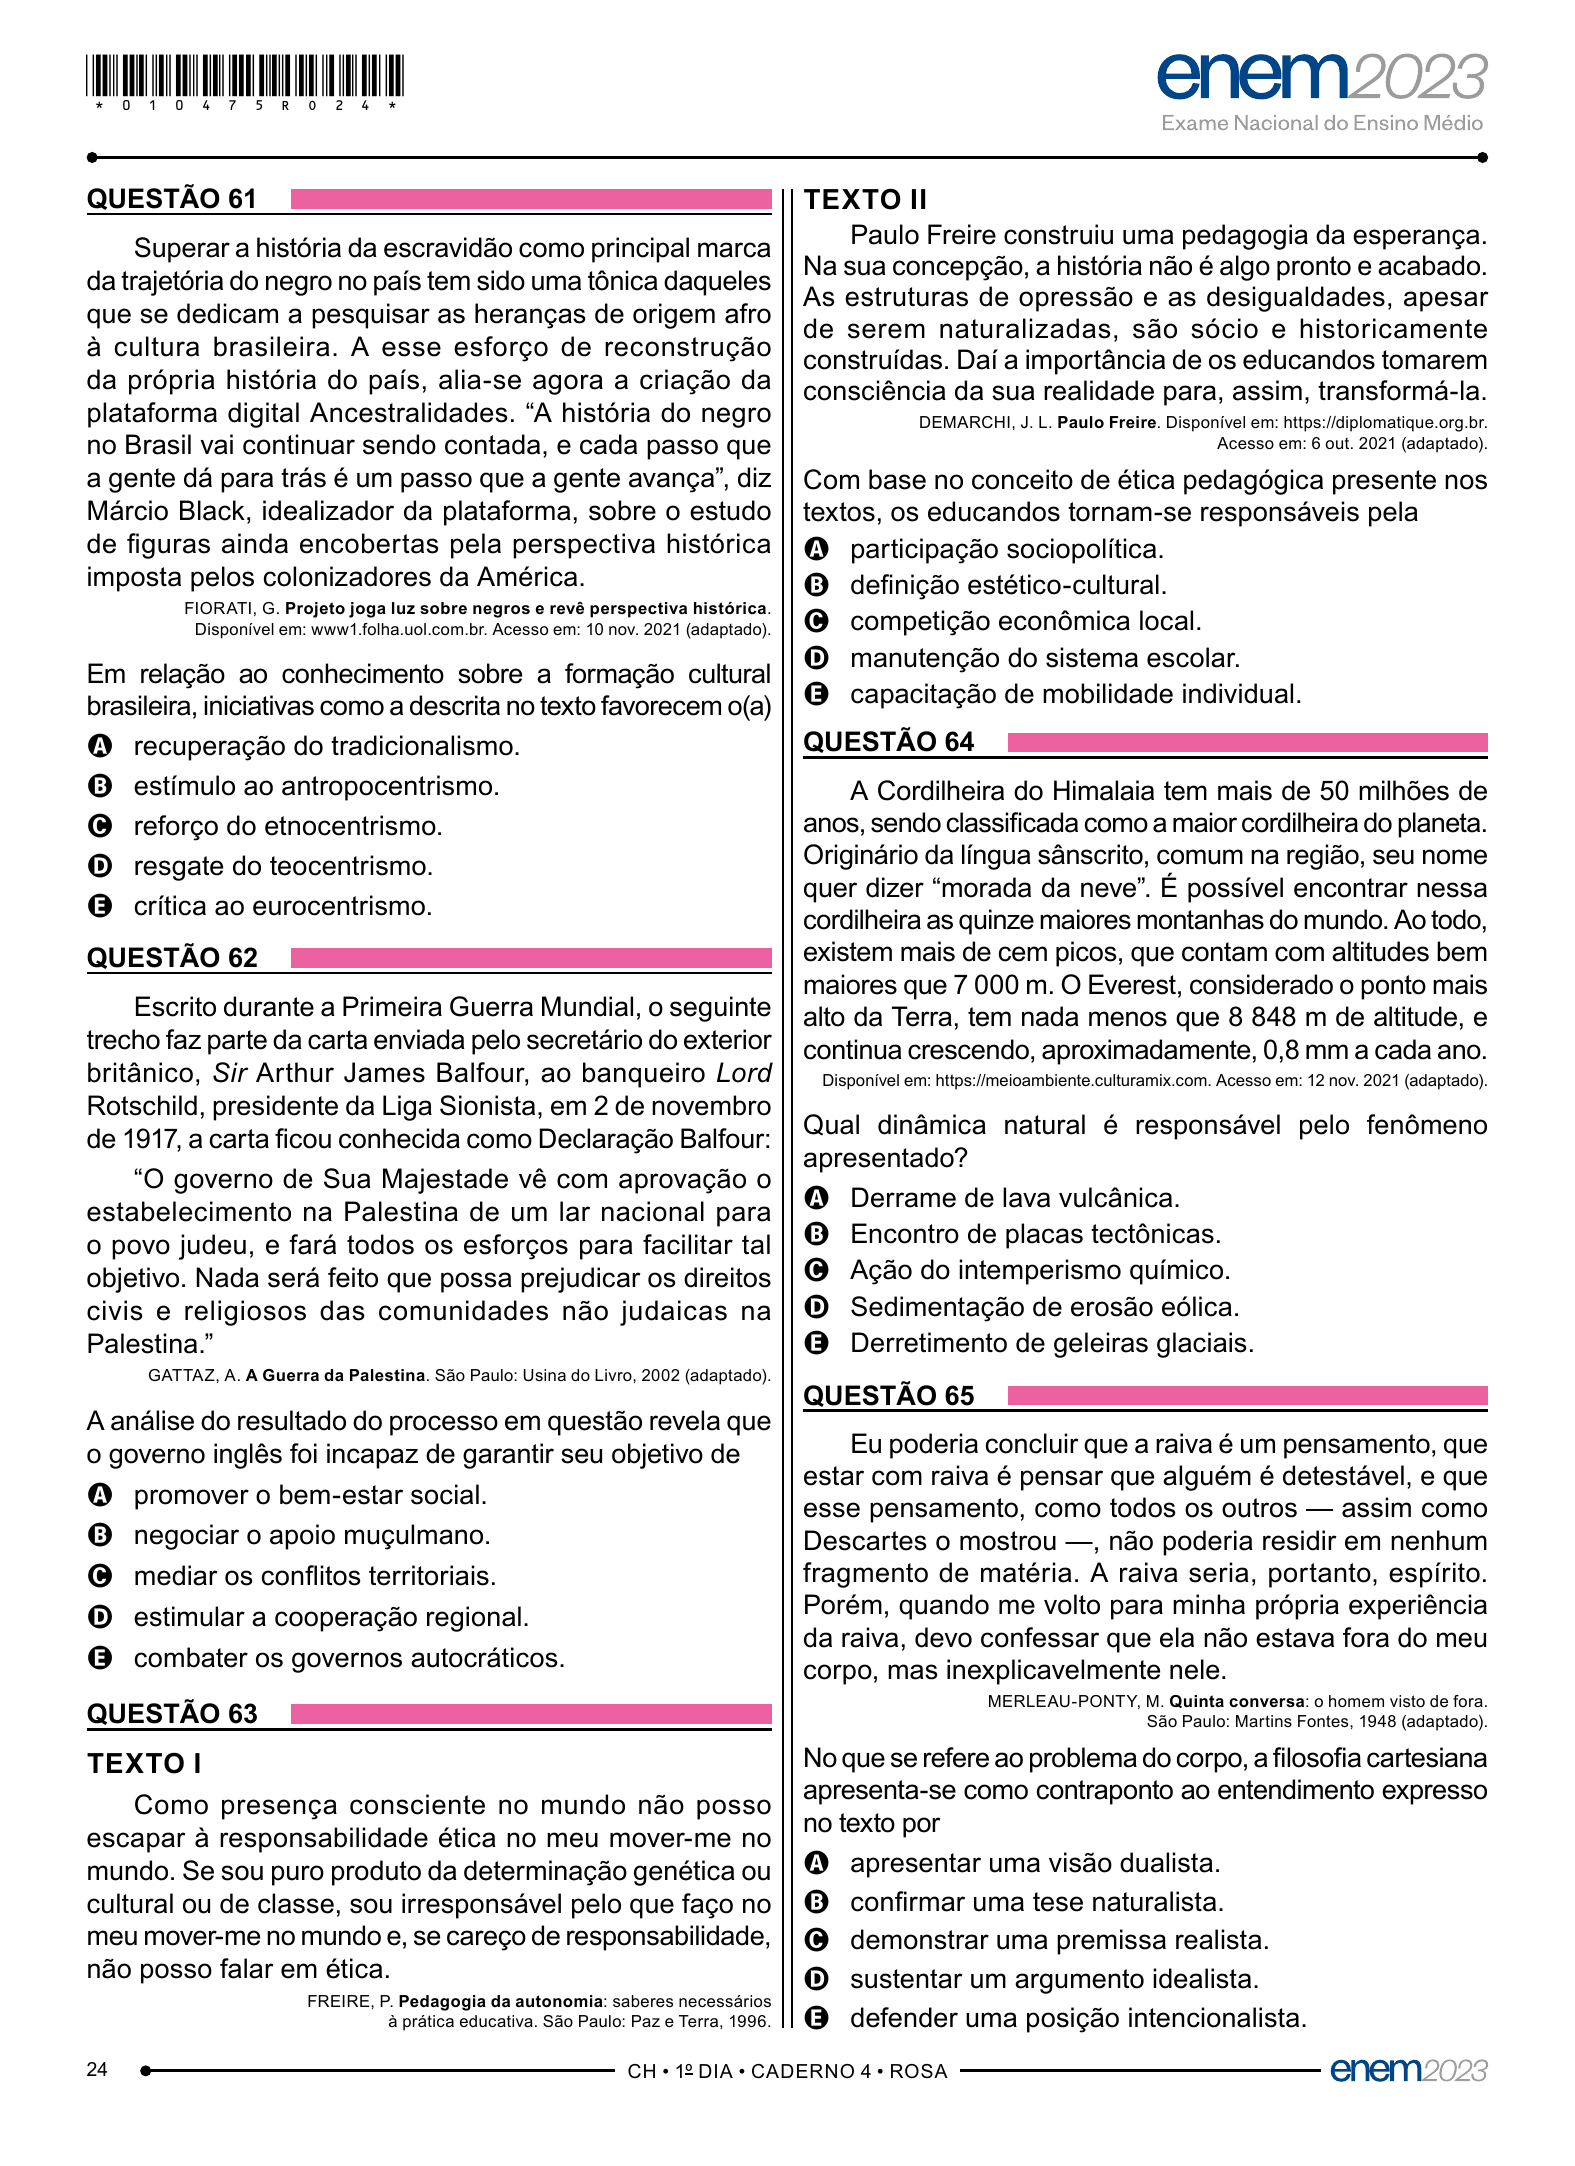 *010475R024*
enem2023
Exame Nacional do Ensino Médio
QUESTÃO 61
Superar a história da escravidão como principal marca
da trajetória do negro no país tem sido uma tônica daqueles
que se dedicam a pesquisar as heranças de origem afro
à cultura brasileira. A esse esforço de reconstrução
da própria história do país, alia-se agora a criação da
plataforma digital Ancestralidades. “A história do negro
no Brasil vai continuar sendo contada, e cada passo que
a gente dá para trás é um passo que a gente avança”, diz
Márcio Black, idealizador da plataforma, sobre o estudo
de figuras ainda encobertas pela perspectiva histórica
imposta pelos colonizadores da América.
FIORATI, G. Projeto joga luz sobre negros e revê perspectiva histórica.
Disponível em: www1.folha.uol.com.br. Acesso em: 10 nov. 2021 (adaptado).
Em relação ao conhecimento sobre a formação cultural
brasileira, iniciativas como a descrita no texto favorecem o(a)
A recuperação do tradicionalismo.
B estímulo ao antropocentrismo.
C reforço do etnocentrismo.
D resgate do teocentrismo.
E crítica ao eurocentrismo.
QUESTÃO 62
Escrito durante a Primeira Guerra Mundial, o seguinte
trecho faz parte da carta enviada pelo secretário do exterior
britânico, Sir Arthur James Balfour, ao banqueiro Lord
Rotschild, presidente da Liga Sionista, em 2 de novembro
de 1917, a carta ficou conhecida como Declaração Balfour:
“O governo de Sua Majestade vê com aprovação o
estabelecimento na Palestina de um lar nacional para
o povo judeu, e fará todos os esforços para facilitar tal
objetivo. Nada será feito que possa prejudicar os direitos
civis e religiosos das comunidades não judaicas na
Palestina.”
GATTAZ, A. A Guerra da Palestina. São Paulo: Usina do Livro, 2002 (adaptado).
A análise do resultado do processo em questão revela que
o governo inglês foi incapaz de garantir seu objetivo de
A promover o bem-estar social.
B negociar o apoio muçulmano.
C mediar os conflitos territoriais.
D estimular a cooperação regional.
E combater os governos autocráticos.
QUESTÃO 63
TEXTO I
Como presença consciente no mundo não posso
escapar à responsabilidade ética no meu mover-me no
mundo. Se sou puro produto da determinação genética ou
cultural ou de classe, sou irresponsável pelo que faço no
meu mover-me no mundo e, se careço de responsabilidade,
não posso falar em ética.
FREIRE, P. Pedagogia da autonomia: saberes necessários
à prática educativa. São Paulo: Paz e Terra, 1996.
TEXTO II
Paulo Freire construiu uma pedagogia da esperança.
Na sua concepção, a história não é algo pronto e acabado.
As estruturas de opressão e as desigualdades, apesar
de serem naturalizadas, são sócio e historicamente
construídas. Daí a importância de os educandos tomarem
consciência da sua realidade para, assim, transformá-la.
DEMARCHI, J. L. Paulo Freire. Disponível em: https://diplomatique.org.br.
Acesso em: 6 out. 2021 (adaptado).
Com base no conceito de ética pedagógica presente nos
textos, os educandos tornam-se responsáveis pela
A participação sociopolítica.
B definição estético-cultural.
C competição econômica local.
D manutenção do sistema escolar.
E capacitação de mobilidade individual.
QUESTÃO 64
A Cordilheira do Himalaia tem mais de 50 milhões de
anos, sendo classificada como a maior cordilheira do planeta.
Originário da língua sânscrito, comum na região, seu nome
quer dizer “morada da neve”. É possível encontrar nessa
cordilheira as quinze maiores montanhas do mundo. Ao todo,
existem mais de cem picos, que contam com altitudes bem
maiores que 7 000 m. O Everest, considerado o ponto mais
alto da Terra, tem nada menos que 8 848 m de altitude, e
continua crescendo, aproximadamente, 0,8 mm a cada ano.
Disponível em: https://meioambiente.culturamix.com. Acesso em: 12 nov. 2021 (adaptado).
Qual dinâmica natural é responsável pelo fenômeno
apresentado?
A Derrame de lava vulcânica.
B Encontro de placas tectônicas.
C Ação do intemperismo químico.
D Sedimentação de erosão eólica.
E Derretimento de geleiras glaciais.
QUESTÃO 65
Eu poderia concluir que a raiva é um pensamento, que
estar com raiva é pensar que alguém é detestável, e que
esse pensamento, como todos os outros — assim como
Descartes o mostrou —, não poderia residir em nenhum
fragmento de matéria. A raiva seria, portanto, espírito.
Porém, quando me volto para minha própria experiência
da raiva, devo confessar que ela não estava fora do meu
corpo, mas inexplicavelmente nele.
MERLEAU-PONTY, M. Quinta conversa: o homem visto de fora.
São Paulo: Martins Fontes, 1948 (adaptado).
No que se refere ao problema do corpo, a filosofia cartesiana
apresenta-se como contraponto ao entendimento expresso
no texto por
A apresentar uma visão dualista.
B confirmar uma tese naturalista.
C demonstrar uma premissa realista.
D sustentar um argumento idealista.
E defender uma posição intencionalista.
24
CH • 1º DIA • CADERNO 4 • ROSA
enem2023